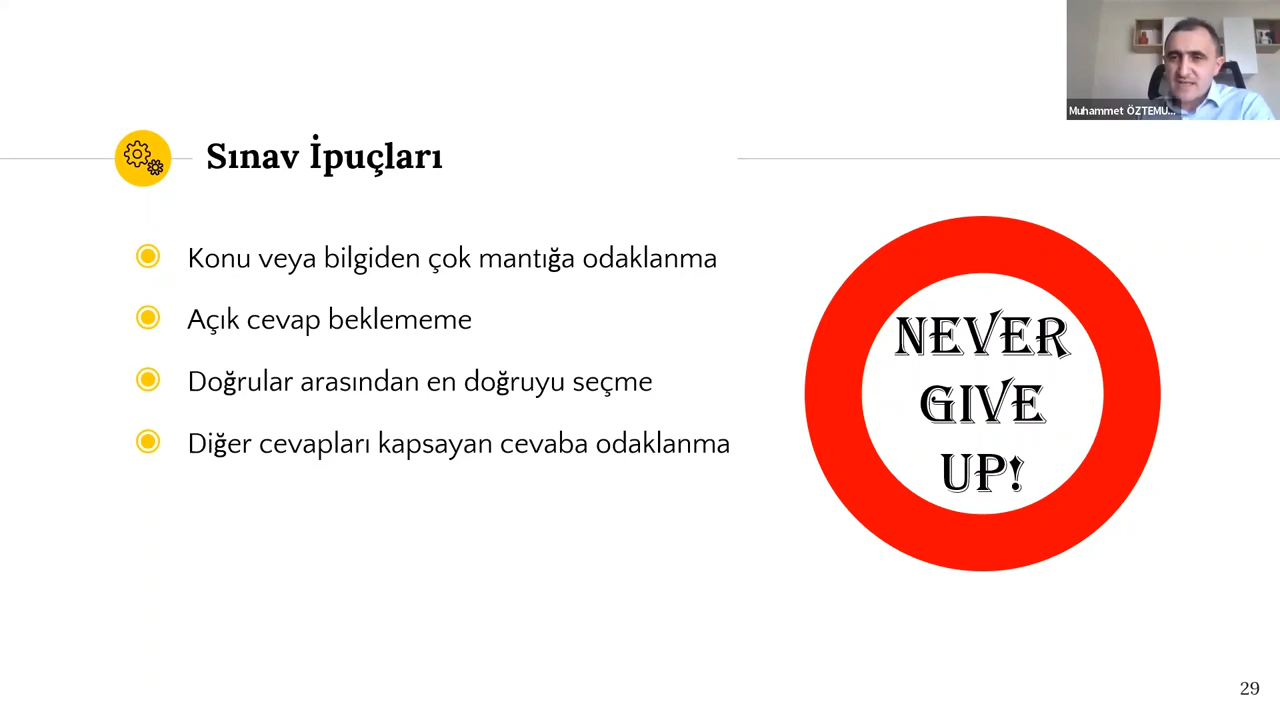 Muhammet ÖZTEMU...
Sınav İpuçları
Konu veya bilgiden çok mantığa odaklanma
Açık cevap beklememe
Doğrular arasından en doğruyu seçme
Diğer cevapları kapsayan cevaba odaklanma
NEVER
GIVE
UP!
29